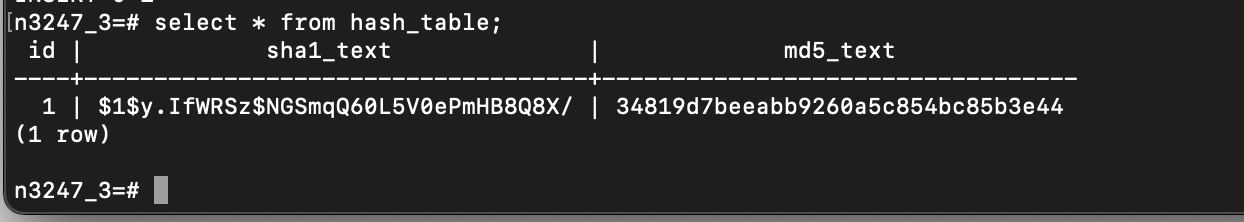 [n3247_3=# select * from hash_table;
 id |             sha1_text              |            md5_text
----+------------------------------------+----------------------------------
  1 | $1$y.IfWRSz$NGSmqQ60L5V0ePmHB8Q8X/ | 34819d7beeabb9260a5c854bc85b3e44
(1 row)
n3247_3=#